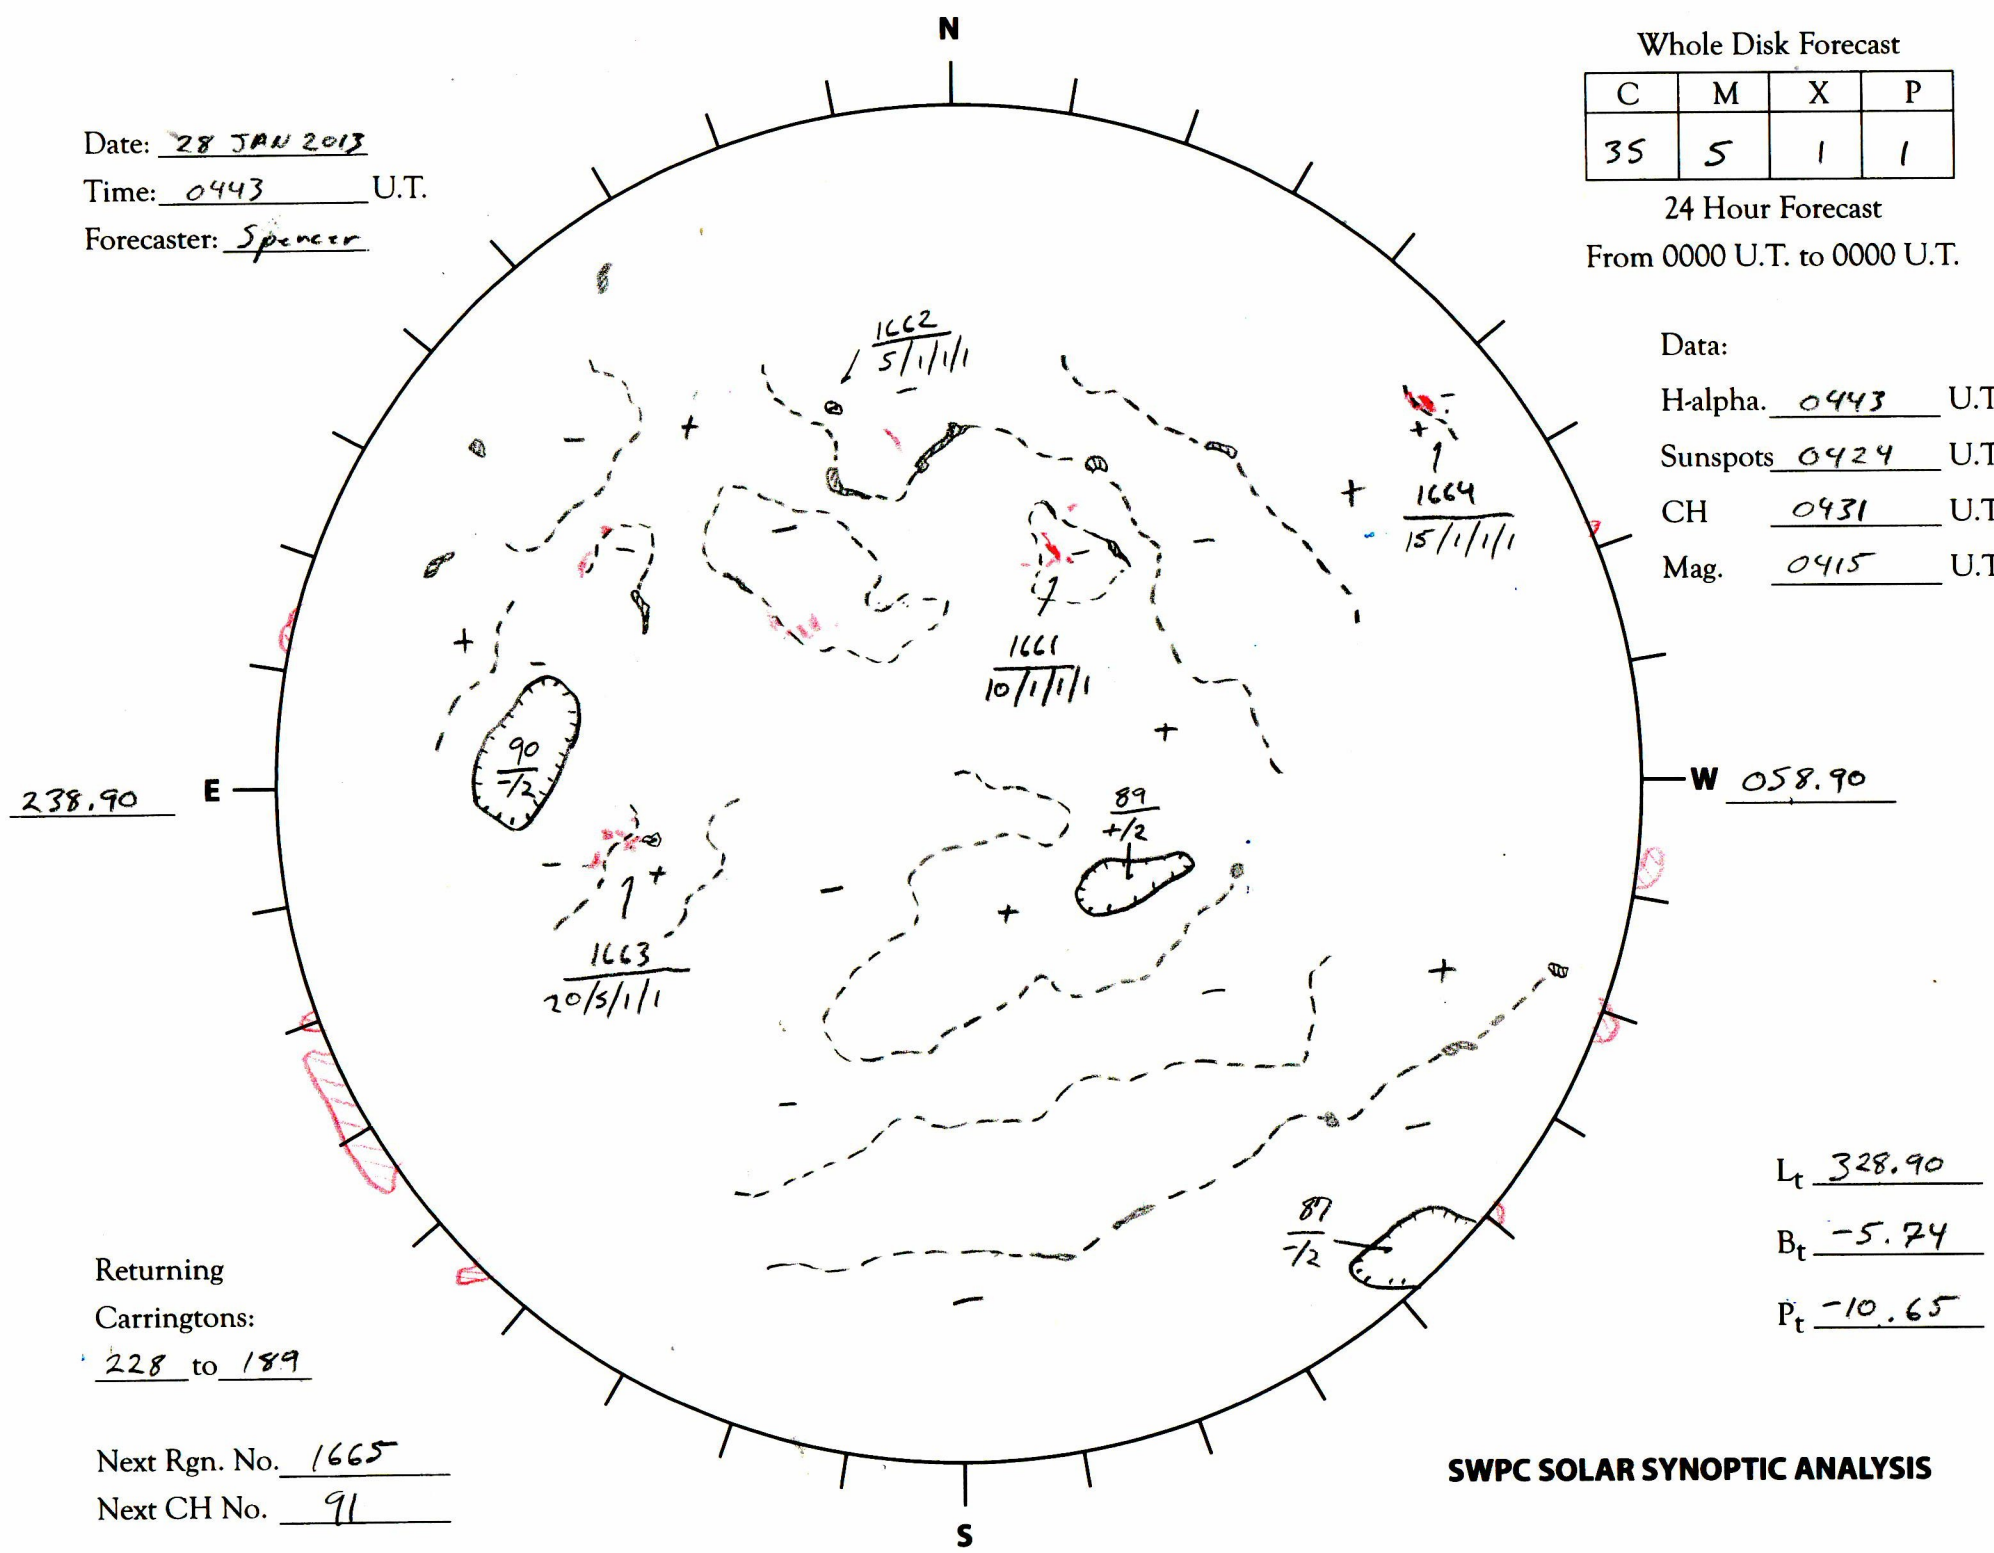 N
Whole Disk Forecast
C M X P
35 5 1 1
24 Hour Forecast
From 0000 U.T. to 0000 U.T.
Date: 28 JAN 2013
Time: 0443 U.T.
Forecaster: Spencer
Data:
H-alpha. 0443 U.T
Sunspots 0424 U.T
CH 0431 U.T
Mag. 0415 U.T
1662
5/1/1/1
-
+
-
-
+
-
+
1664
15/1/1/1
-
-
-
-
1661
10/1/1/1
+
-
90
-/2
+
E
238.90
W 058.90
89
+/2
-
+
1663
20/5/1/1
-
+
-
+
-
-
87
-/2
-
Lt 328.90
Bt -5.74
Pt -10.65
Returning
Carringtons:
228 to 189
Next Rgn. No. 1665
Next CH No. 91
SWPC SOLAR SYNOPTIC ANALYSIS
S